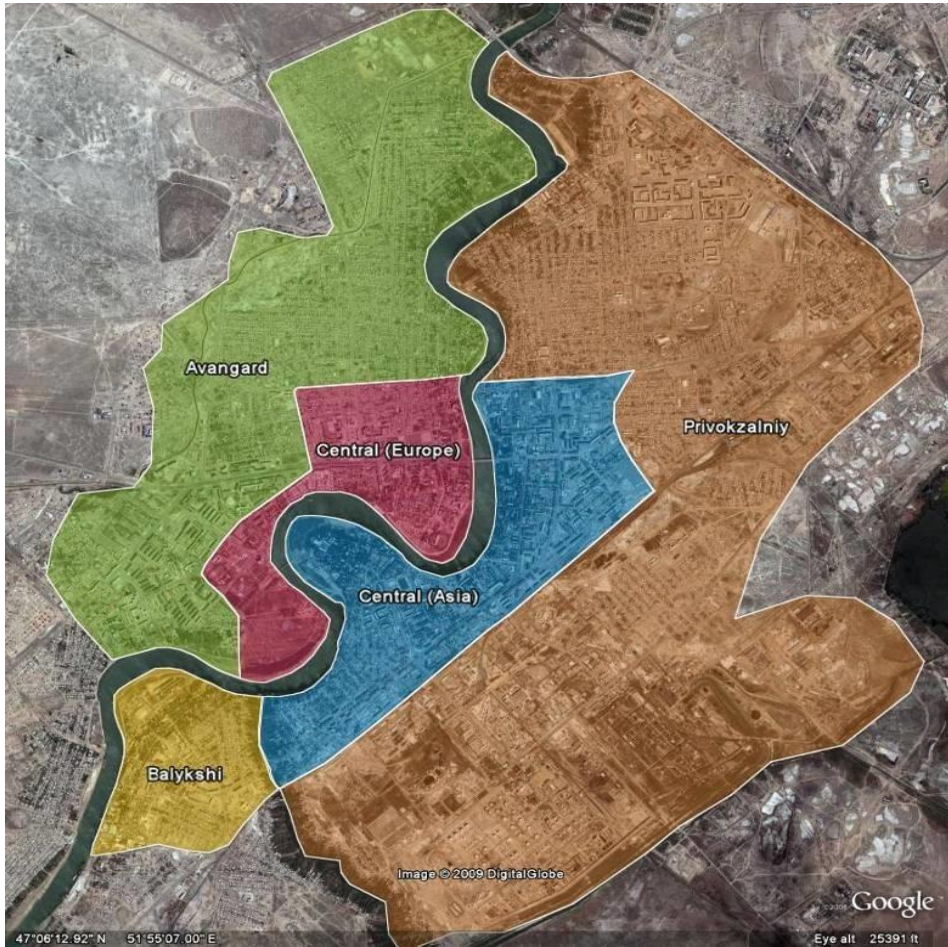 Avangard
Privokzalniy
Central (Europe)
Central (Asia)
Balykshi
Image © 2009 DigitalGlobe
Google
47°06'12.92" N 51°55'07.00" E
Eye alt 25391 ft